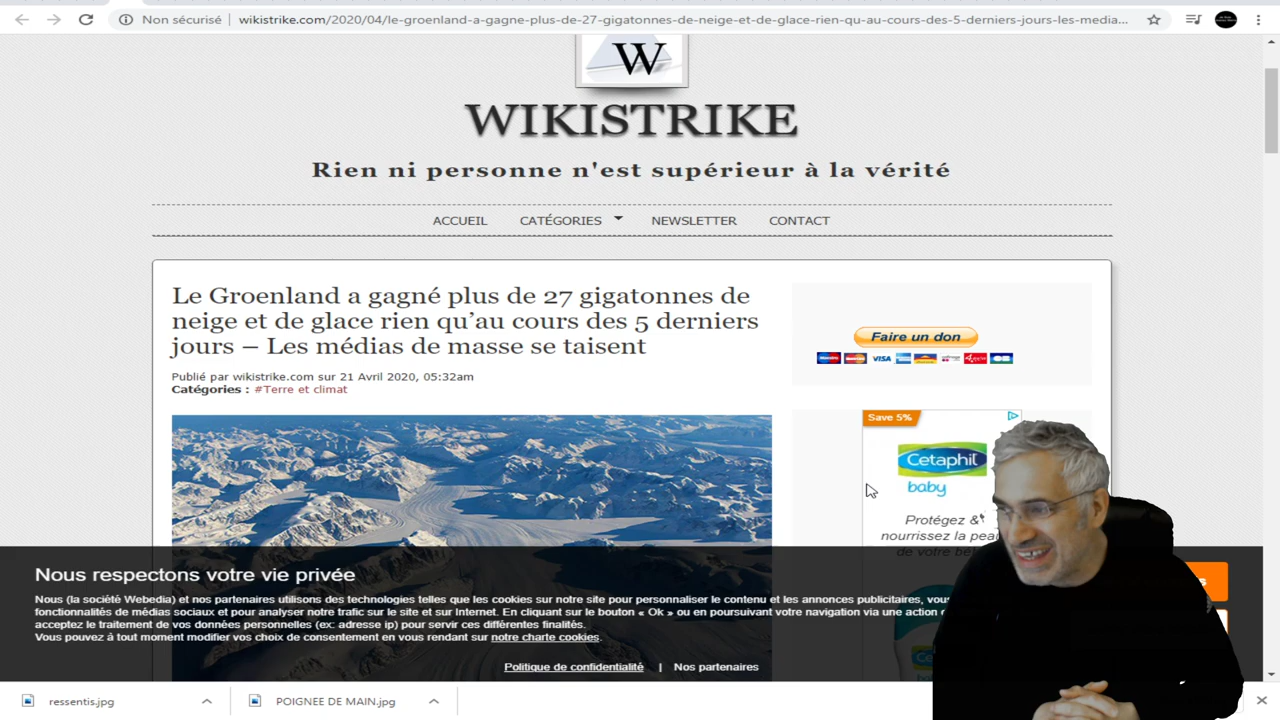 Non sécurisé | wikistrike.com/2020/04/le-groenland-a-gagne-plus-de-27-gigatonnes-de-neige-et-de-glace-rien-qu-au-cours-des-5-derniers-jours-les-media...
W
WIKISTRIKE
Rien ni personne n'est supérieur à la vérité
ACCUEIL CATÉGORIES NEWSLETTER CONTACT
Le Groenland a gagné plus de 27 gigatonnes de
neige et de glace rien qu'au cours des 5 derniers
jours – Les médias de masse se taisent
Publié par wikistrike.com sur 21 Avril 2020, 05:32am
Catégories : #Terre et climat
Faire un don
VISA
Save 5%
Cetaphil
baby
Protégez &
nourrissez la pea
de votre bé
Nous respectons votre vie privée
Nous (la société Webedia) et nos partenaires utilisons des technologies telles que les cookies sur notre site pour personnaliser le contenu et les annonces publicitaires, vous
fonctionnalités de médias sociaux et pour analyser notre trafic sur le site et sur Internet. En cliquant sur le bouton « Ok » ou en poursuivant votre navigation via une action
acceptez le traitement de vos données personnelles (ex: adresse ip) pour servir ces différentes finalités.
Vous pouvez à tout moment modifier vos choix de consentement en vous rendant sur notre charte cookies.
Politique de confidentialité | Nos partenaires
ressentis.jpg
POIGNEE DE MAIN.jpg